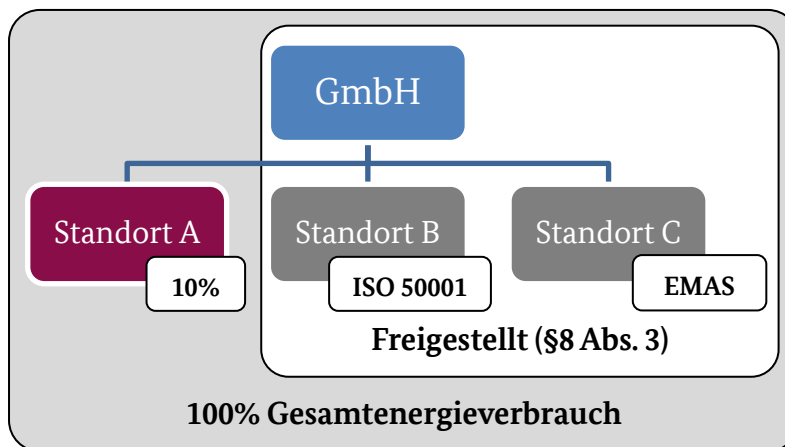 GmbH
Standort A
10%
Standort B
ISO 50001
Standort C
EMAS
Freigestellt (§8 Abs. 3)
100% Gesamtenergieverbrauch